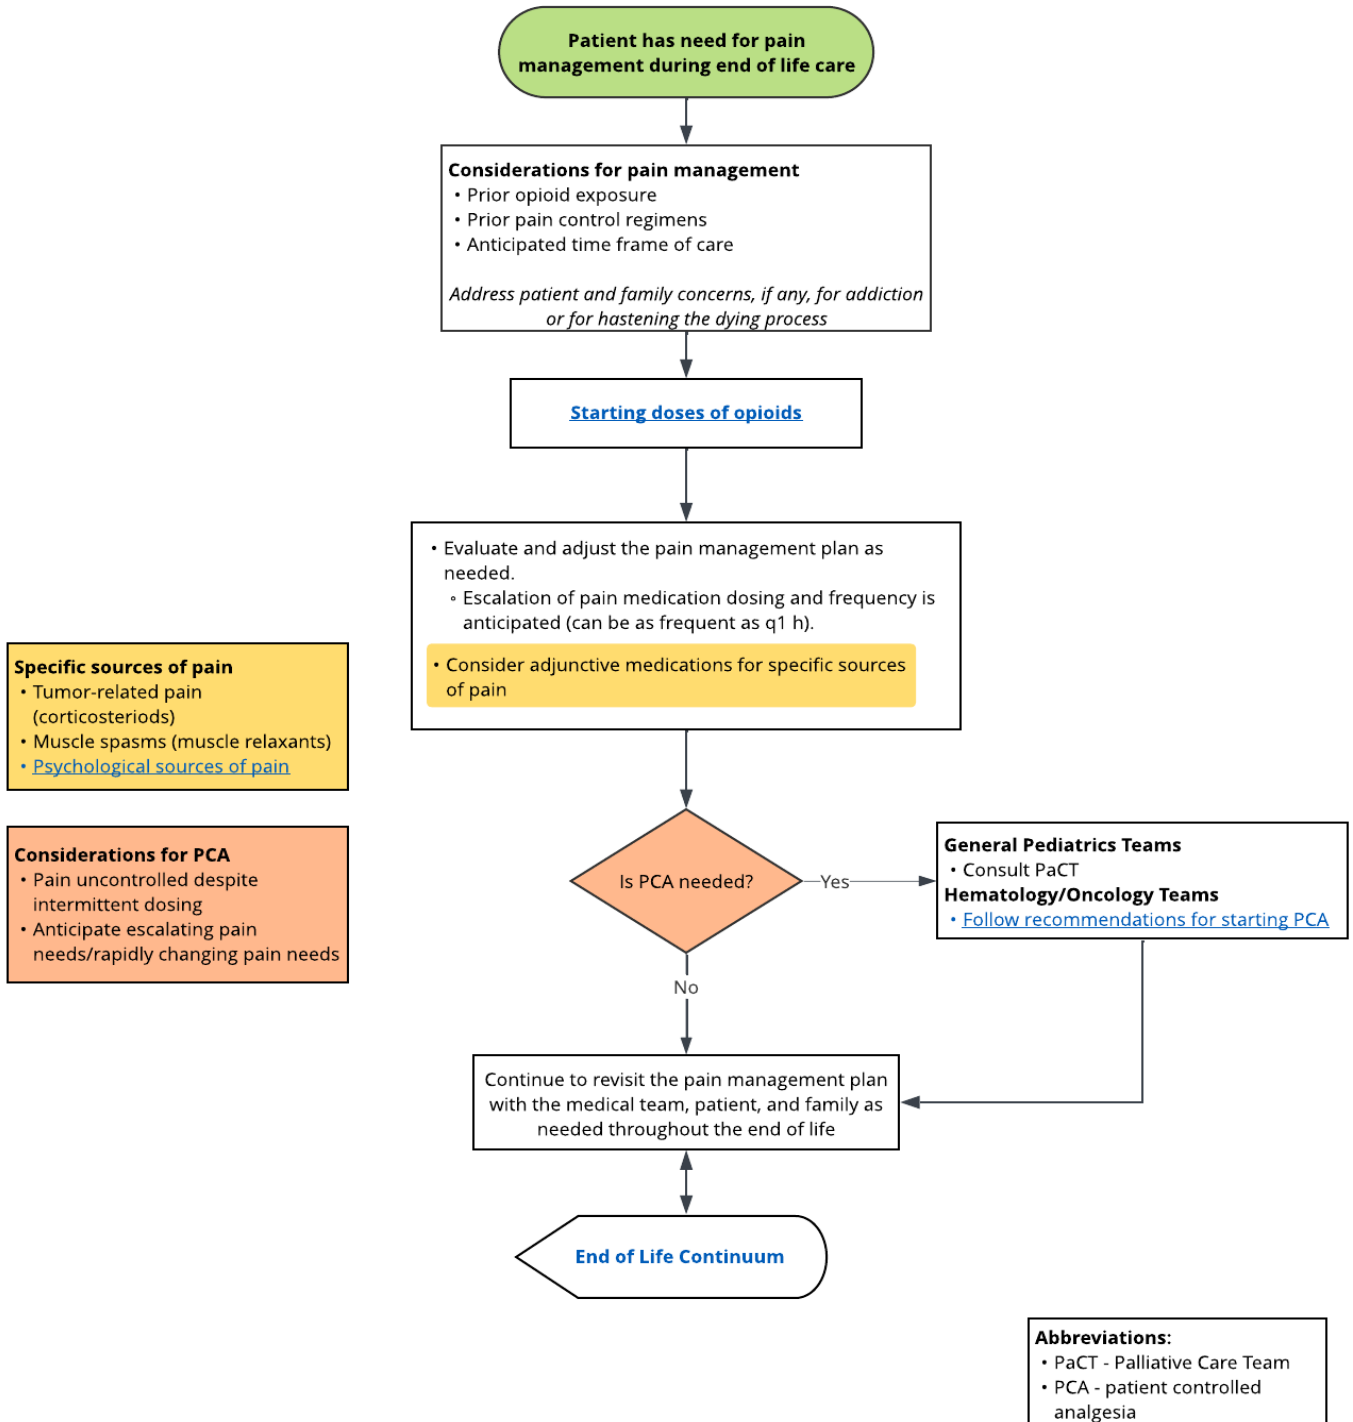 Patient has need for pain
management during end of life care
Considerations for pain management
• Prior opioid exposure
• Prior pain control regimens
• Anticipated time frame of care
Address patient and family concerns, if any, for addiction
or for hastening the dying process
Starting doses of opioids
• Evaluate and adjust the pain management plan as
needed.
◦ Escalation of pain medication dosing and frequency is
anticipated (can be as frequent as q1 h).
• Consider adjunctive medications for specific sources
of pain
Specific sources of pain
• Tumor-related pain
(corticosteriods)
• Muscle spasms (muscle relaxants)
• Psychological sources of pain
Considerations for PCA
• Pain uncontrolled despite
intermittent dosing
• Anticipate escalating pain
needs/rapidly changing pain needs
Is PCA needed?
Yes
General Pediatrics Teams
• Consult PaCT
Hematology/Oncology Teams
• Follow recommendations for starting PCA
No
Continue to revisit the pain management plan
with the medical team, patient, and family as
needed throughout the end of life
End of Life Continuum
Abbreviations:
• PaCT - Palliative Care Team
• PCA - patient controlled
analgesia